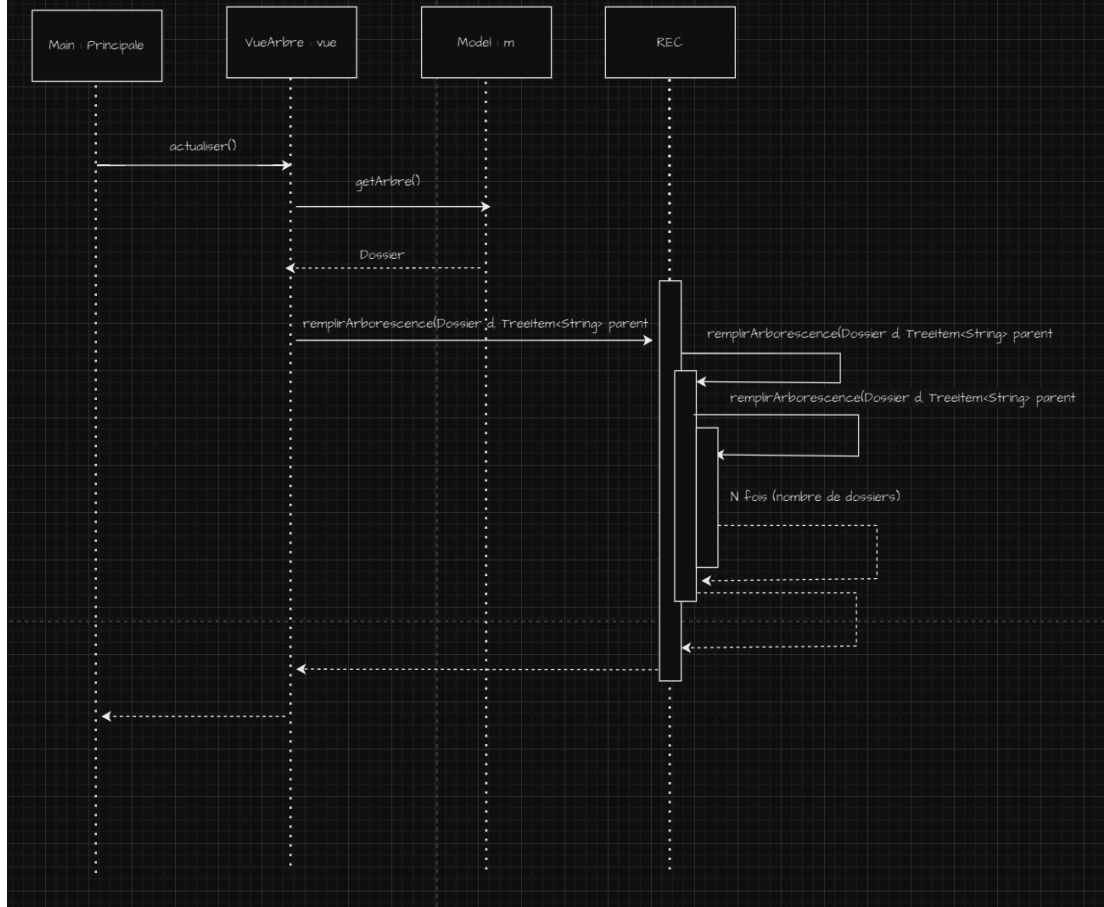 Main : Principale
VueArbre : vue
Model : m
REC
actualiser()
getArbre()
Dossier
remplirArborescence(Dossier d, TreeItem<String> parent
remplirArborescence(Dossier d, TreeItem<String> parent
remplirArborescence(Dossier d, TreeItem<String> parent
N fois (nombre de dossiers)